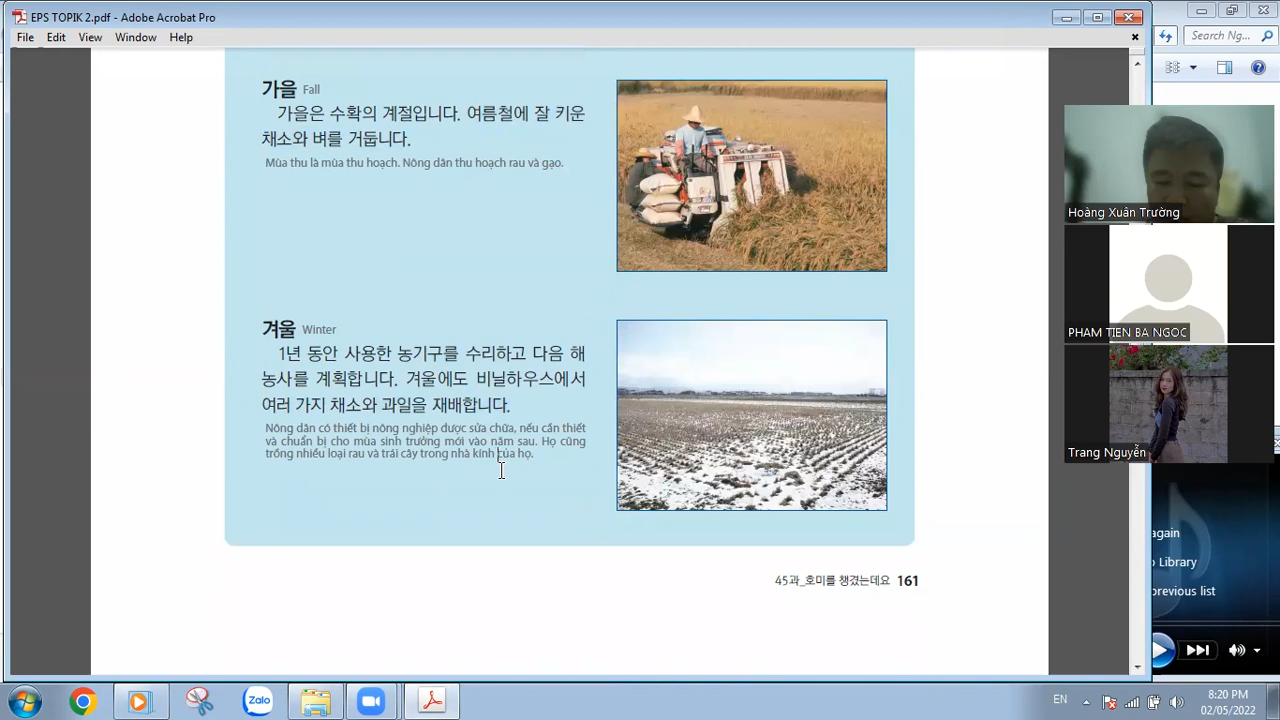 EPS TOPIK 2.pdf - Adobe Acrobat Pro
File Edit View Window Help
Search Ng...
가을 Fall
가을은 수확의 계절입니다. 여름철에 잘 키운
채소와 벼를 거둡니다.
Mùa thu là mùa thu hoạch. Nông dân thu hoạch rau và gạo.
겨울 Winter
1년 동안 사용한 농기구를 수리하고 다음 해
농사를 계획합니다. 겨울에도 비닐하우스에서
여러 가지 채소와 과일을 재배합니다.
Nông dân có thiết bị nông nghiệp được sửa chữa, nếu cần thiết
và chuẩn bị cho mùa sinh trưởng mới vào năm sau. Họ cũng
trồng nhiều loại rau và trái cây trong nhà kính của họ.
45과_호미를 챙겼는데요 161
Hoàng Xuân Trường
PHAM TIEN BA NGOC
Trang Nguyễn
again
Library
previous list
Zalo
EN
8:20 PM
02/05/2022